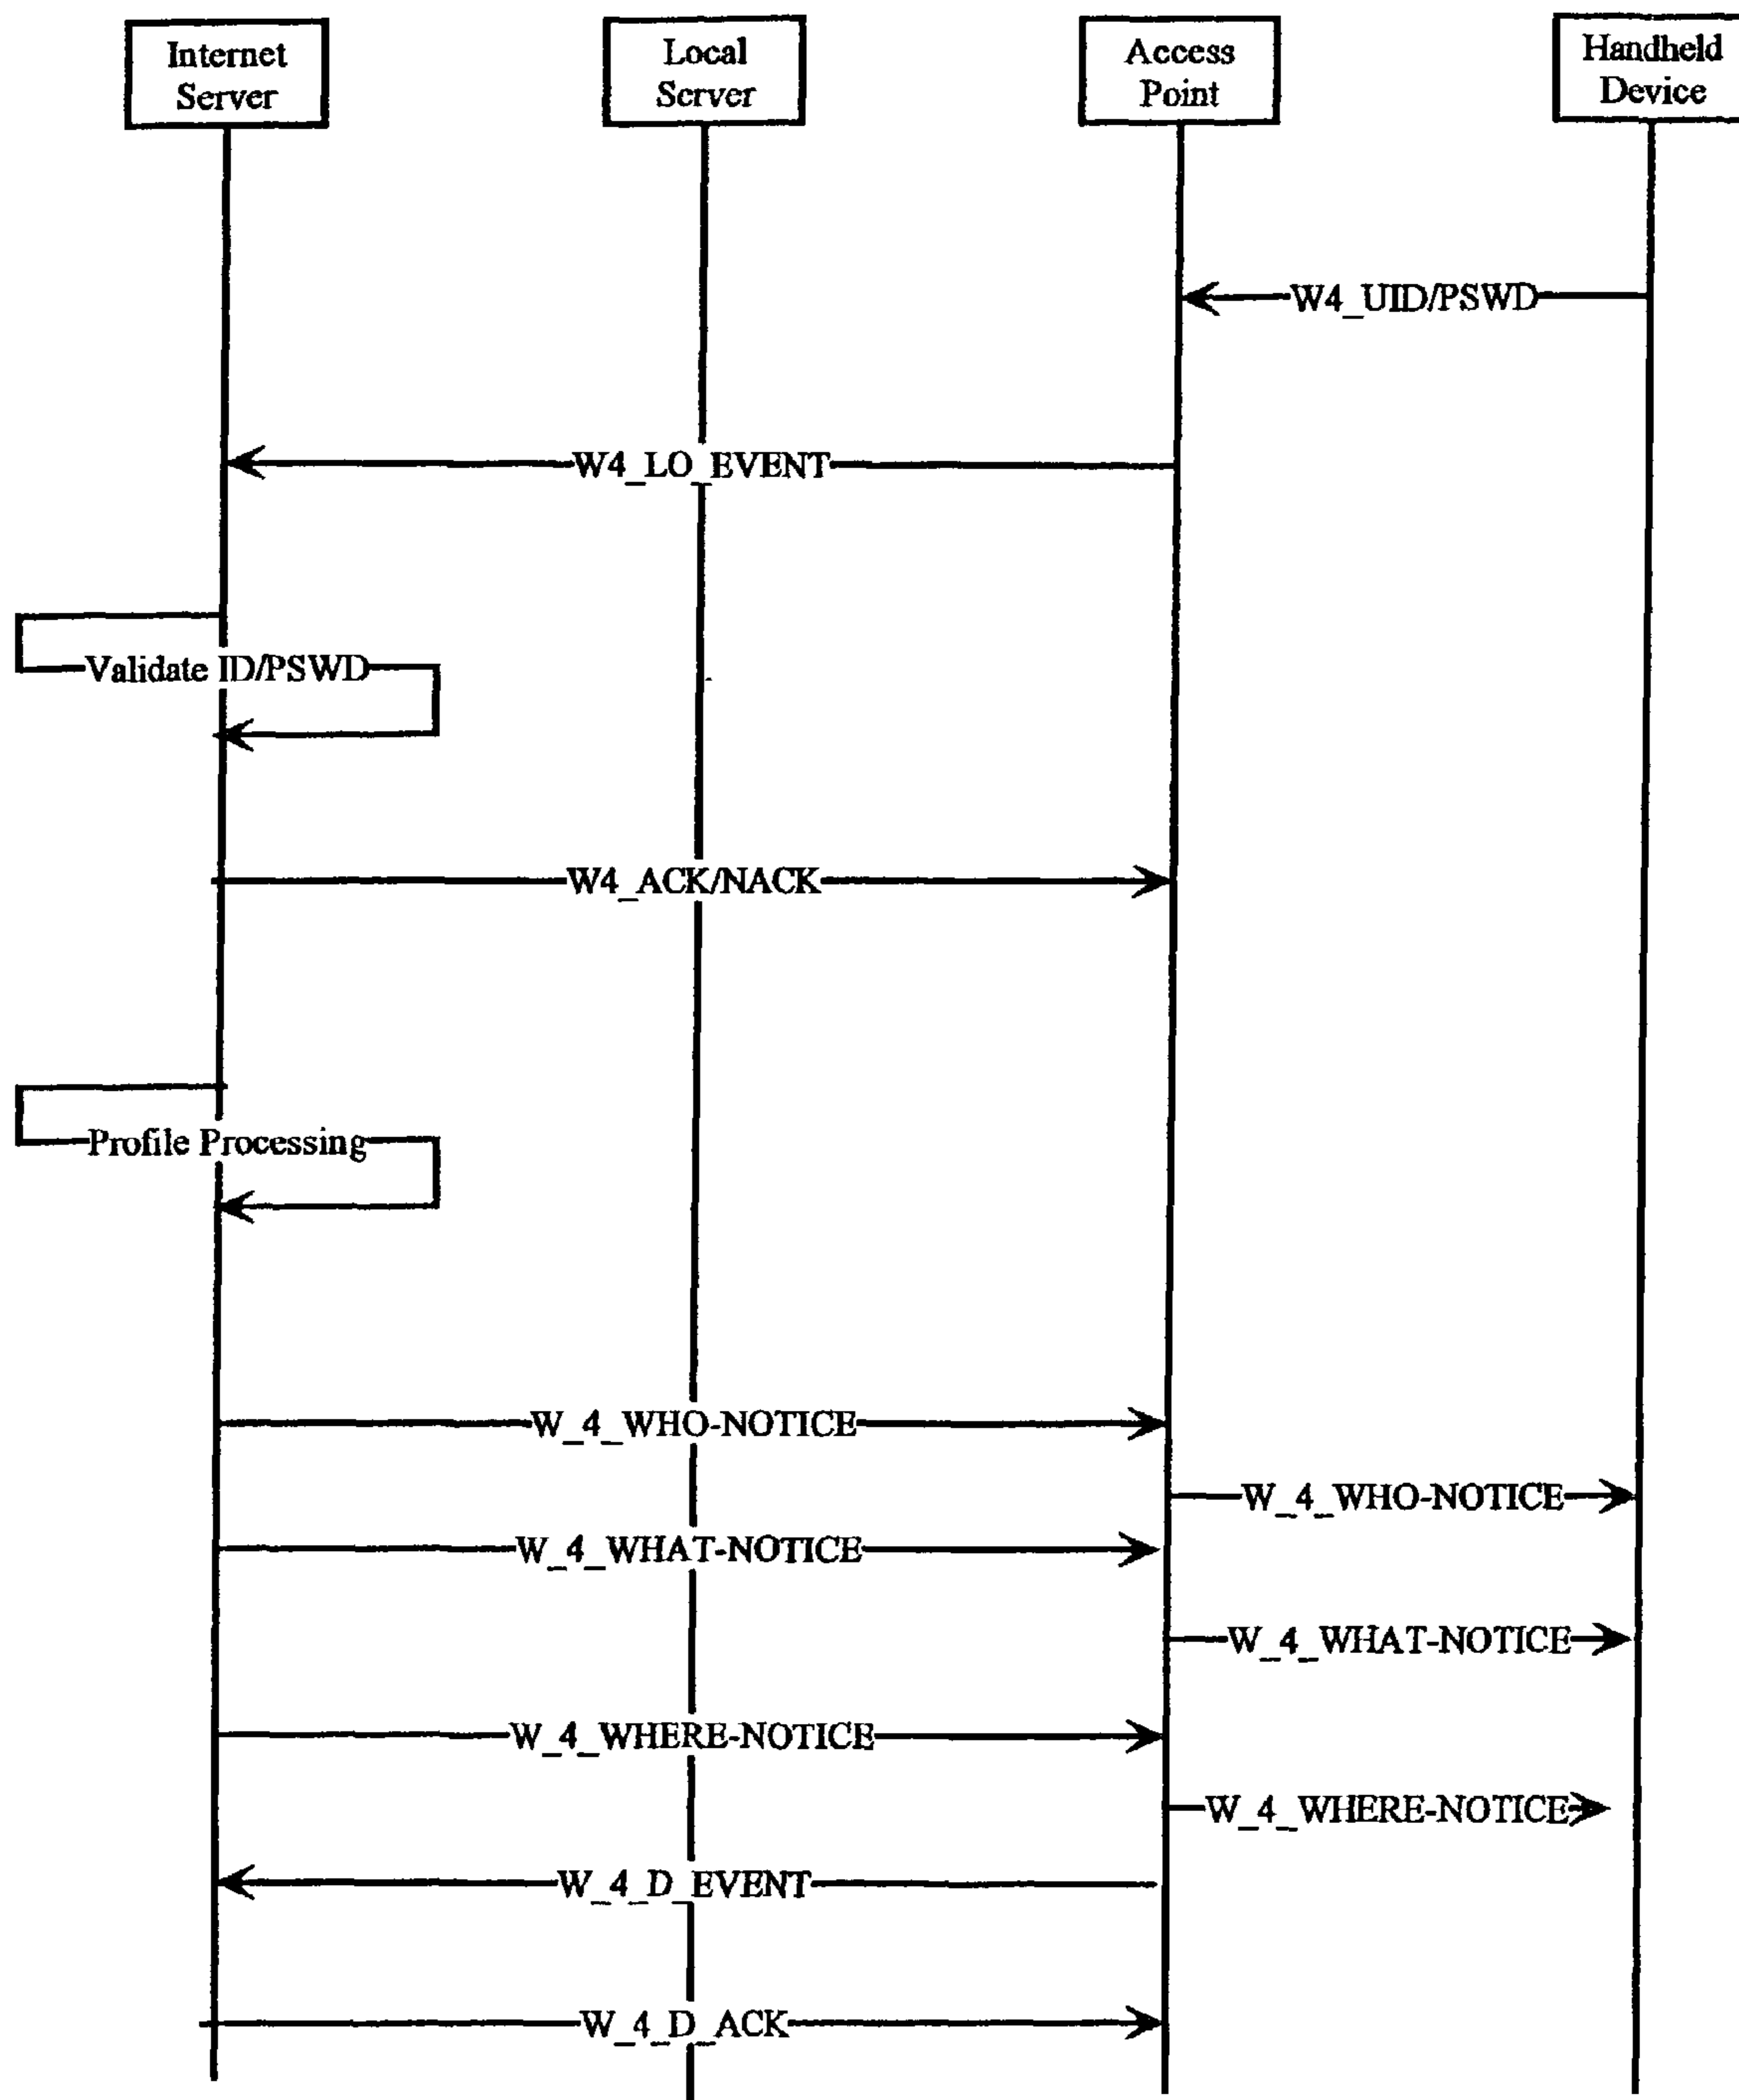 Internet
Server
Local
Server
Access
Point
Handheld
Device
W4_UID/PSWD
W4_LO_EVENT
Validate ID/PSWD
W4_ACK/NACK
Profile Processing
W_4_WHO-NOTICE
W_4_WHO-NOTICE
W_4_WHAT-NOTICE
W_4_WHAT-NOTICE
W_4_WHERE-NOTICE
W_4_WHERE-NOTICE
W_4_D_EVENT
W_4_D_ACK